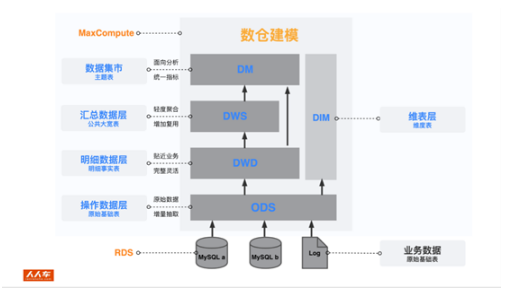 MaxCompute
数仓建模
数据集市
主题表
面向分析
统一指标
DM
汇总数据层
公共大宽表
轻度聚合
增加复用
DWS
DIM
维表层
维度表
明细数据层
明细事实表
贴近业务
完整灵活
DWD
操作数据层
原始基础表
原始数据
增量抽取
ODS
RDS
MySQL a
MySQL b
Log
业务数据
原始基础表
人人车